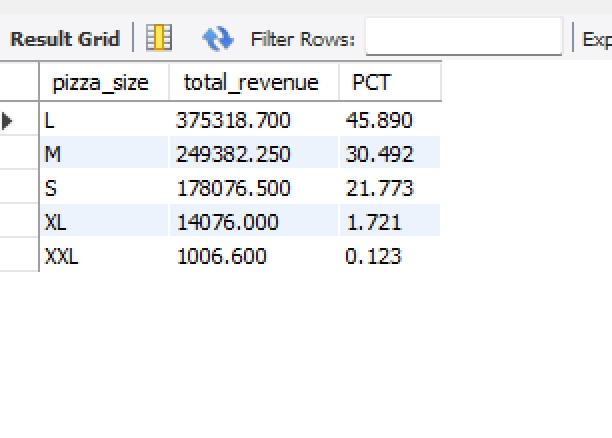 Result Grid Filter Rows: Exp
pizza_size total_revenue PCT
L 375318.700 45.890
M 249382.250 30.492
S 178076.500 21.773
XL 14076.000 1.721
XXL 1006.600 0.123